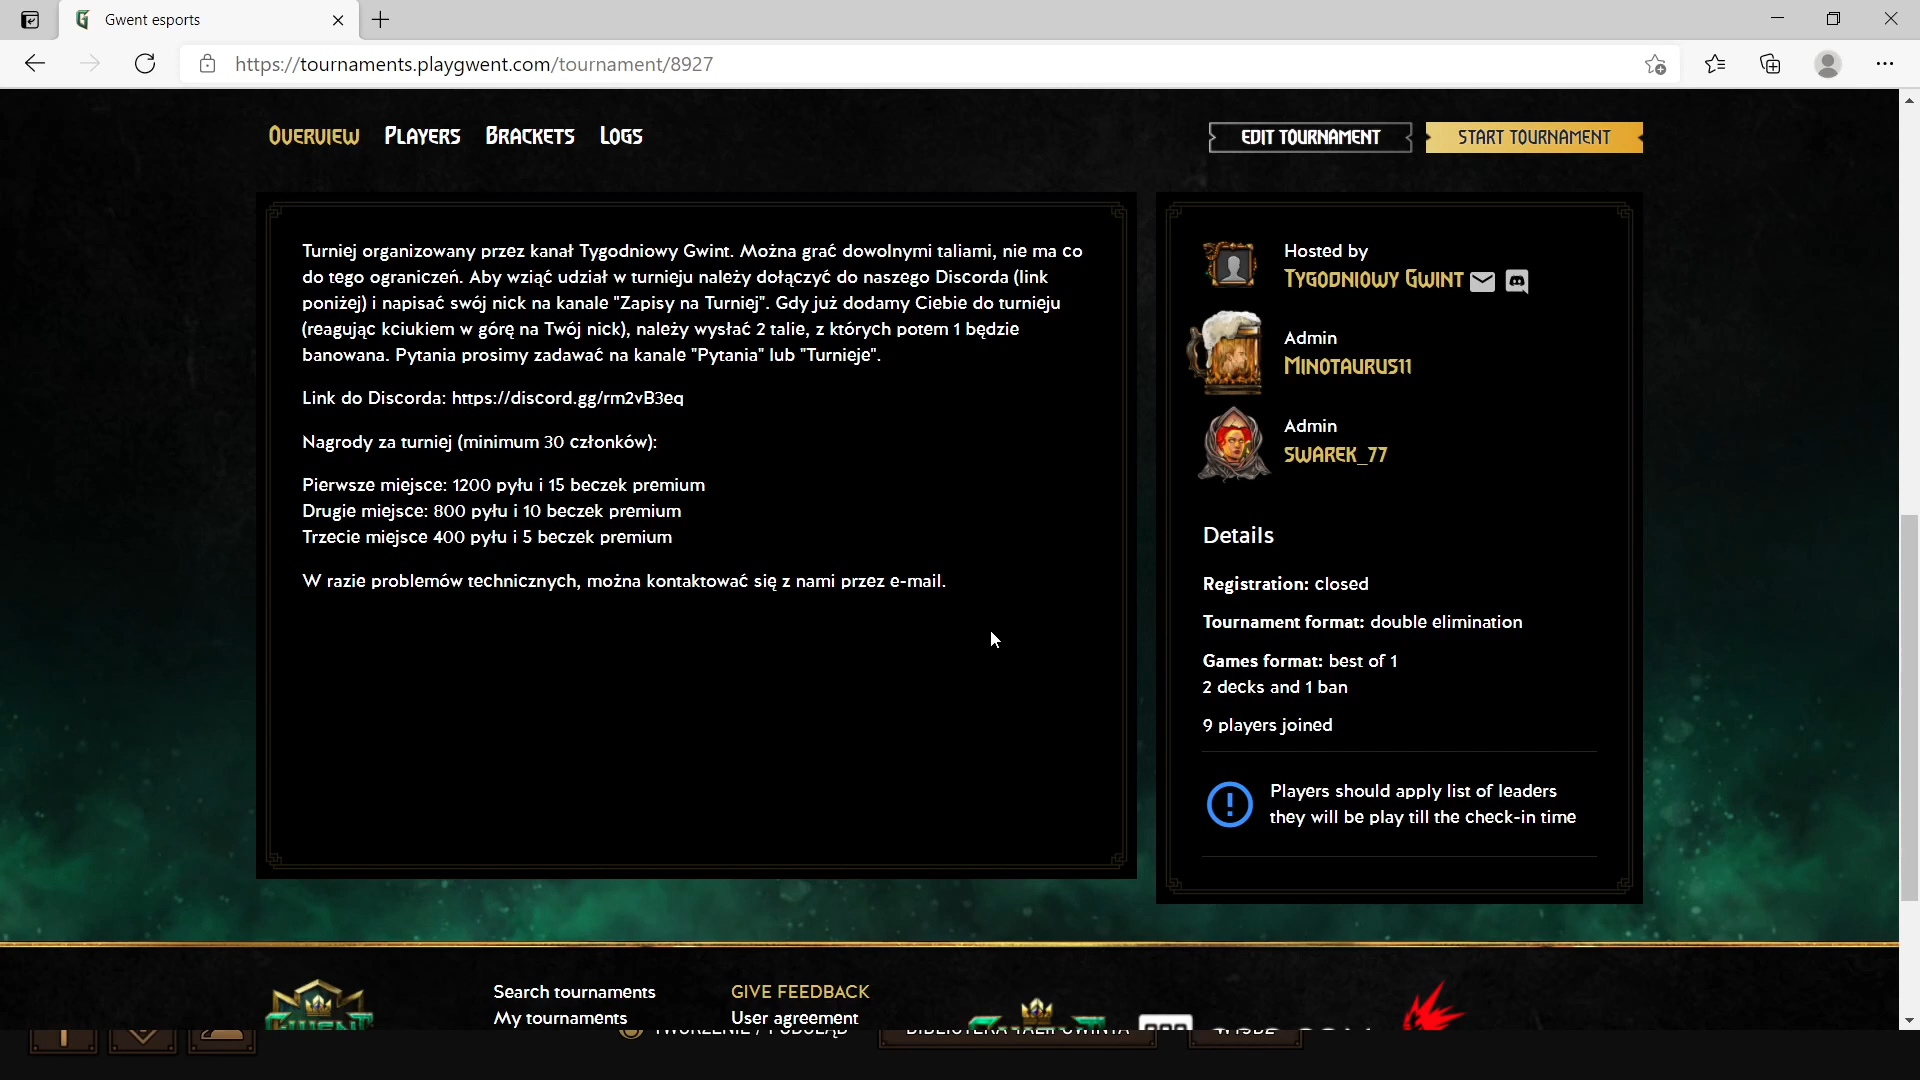 Gwent esports
https://tournaments.playgwent.com/tournament/8927
Overview Players Brackets Logs
EDIT TOURNAMENT START TOURNAMENT
Turniej organizowany przez kanał Tygodniowy Gwint. Można grać dowolnymi taliami, nie ma co
do tego ograniczeń. Aby wziąć udział w turnieju należy dołączyć do naszego Discorda (link
poniżej) i napisać swój nick na kanale "Zapisy na Turniej". Gdy już dodamy Ciebie do turnieju
(reagując kciukiem w górę na Twój nick), należy wysłać 2 talie, z których potem 1 będzie
banowana. Pytania prosimy zadawać na kanale "Pytania" lub "Turnieje".
Link do Discorda: https://discord.gg/rm2vB3eq
Nagrody za turniej (minimum 30 członków):
Pierwsze miejsce: 1200 pyłu i 15 beczek premium
Drugie miejsce: 800 pyłu i 10 beczek premium
Trzecie miejsce 400 pyłu i 5 beczek premium
W razie problemów technicznych, można kontaktować się z nami przez e-mail.
Hosted by
Tygodniowy Gwint
Admin
Minotaurus11
Admin
swarek_77
Details
Registration: closed
Tournament format: double elimination
Games format: best of 1
2 decks and 1 ban
9 players joined
Players should apply list of leaders
they will be play till the check-in time
GWENT
Search tournaments
My tournaments
GIVE FEEDBACK
User agreement